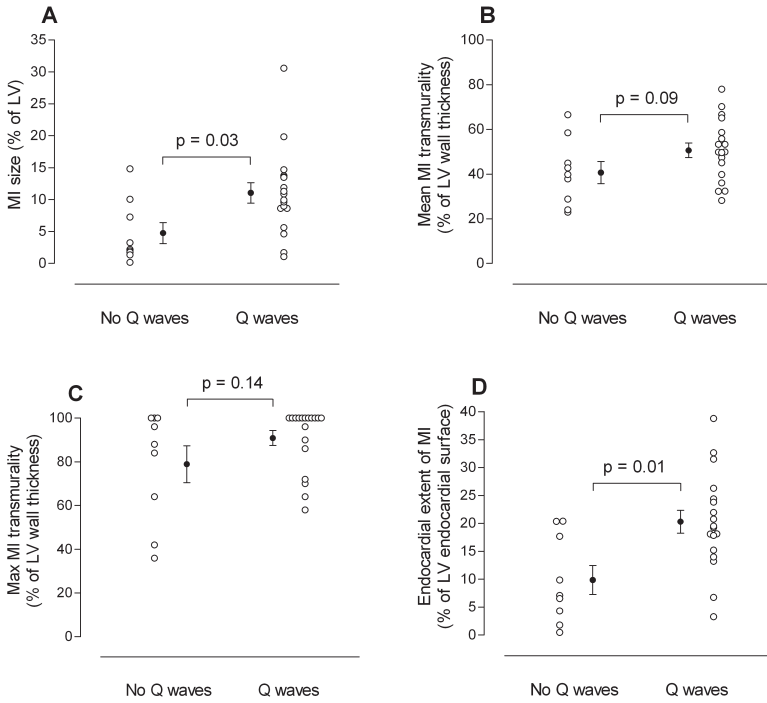 A
MI size (% of LV)
35
30
25
20
15
10
5
0
p = 0.03
No Q waves
Q waves
B
Mean MI transmurality
(% of LV wall thickness)
100
80
60
40
20
0
p = 0.09
No Q waves
Q waves
C
Max MI transmurality
(% of LV wall thickness)
100
80
60
40
20
0
p = 0.14
No Q waves
Q waves
D
Endocardial extent of MI
(% of LV endocardial surface)
40
35
30
25
20
15
10
5
0
p = 0.01
No Q waves
Q waves